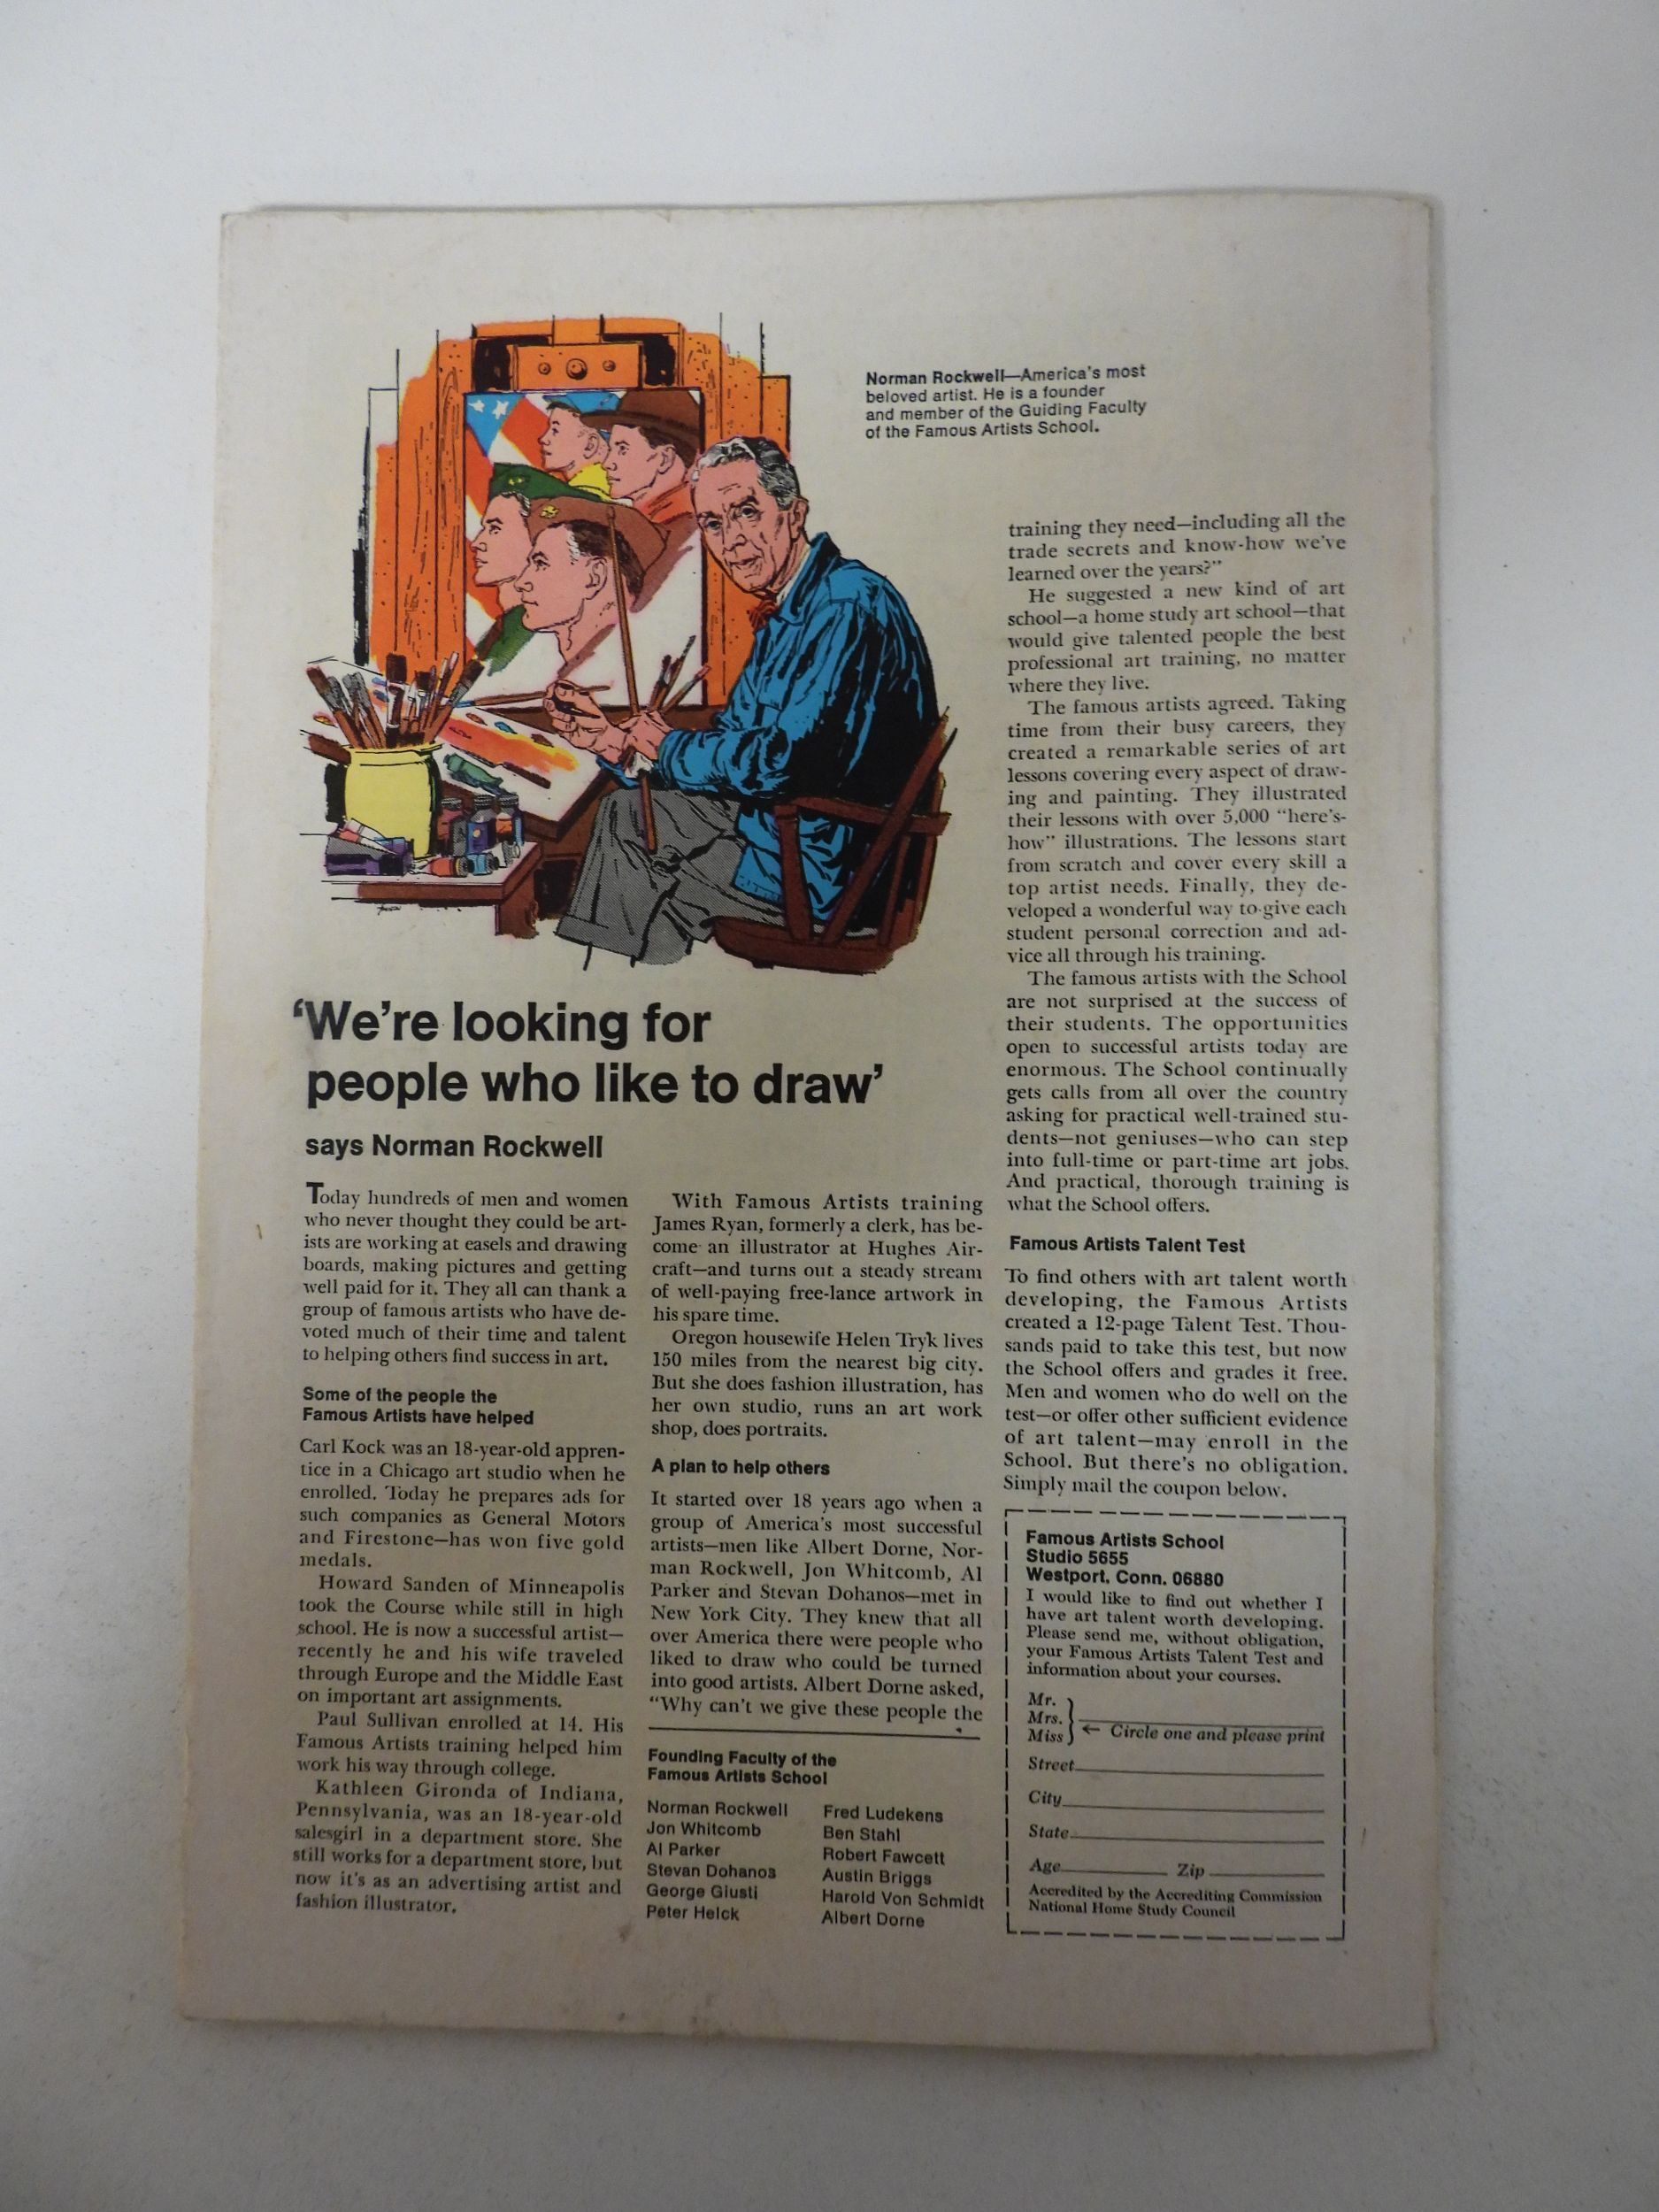 Norman Rockwell—America's most
beloved artist. He is a founder
and member of the Guiding Faculty
of the Famous Artists School.
'We're looking for
people who like to draw'
says Norman Rockwell
Today hundreds of men and women
who never thought they could be art-
ists are working at easels and drawing
boards, making pictures and getting
well paid for it. They all can thank a
group of famous artists who have de-
voted much of their time and talent
to helping others find success in art.
Some of the people the
Famous Artists have helped
Carl Kock was an 18-year-old appren-
tice in a Chicago art studio when he
enrolled. Today he prepares ads for
such companies as General Motors
and Firestone—has won five gold
medals.
Howard Sanden of Minneapolis
took the Course while still in high
school. He is now a successful artist—
recently he and his wife traveled
through Europe and the Middle East
on important art assignments.
Paul Sullivan enrolled at 14. His
Famous Artists training helped him
work his way through college.
Kathleen Gironda of Indiana,
Pennsylvania, was an 18-year-old
salesgirl in a department store. She
still works for a department store, but
now it's as an advertising artist and
fashion illustrator.
With Famous Artists training
James Ryan, formerly a clerk, has be-
come an illustrator at Hughes Air-
craft—and turns out a steady stream
of well-paying free-lance artwork in
his spare time.
Oregon housewife Helen Tryk lives
150 miles from the nearest big city.
But she does fashion illustration, has
her own studio, runs an art work
shop, does portraits.
A plan to help others
It started over 18 years ago when a
group of America's most successful
artists—men like Albert Dorne, Nor-
man Rockwell, Jon Whitcomb, Al
Parker and Stevan Dohanos—met in
New York City. They knew that all
over America there were people who
liked to draw who could be turned
into good artists. Albert Dorne asked,
"Why can't we give these people the
Founding Faculty of the
Famous Artists School
Norman Rockwell
Jon Whitcomb
Al Parker
Stevan Dohanos
George Giusti
Peter Helck
Fred Ludekens
Ben Stahl
Robert Fawcett
Austin Briggs
Harold Von Schmidt
Albert Dorne
training they need—including all the
trade secrets and know-how we've
learned over the years?"
He suggested a new kind of art
school—a home study art school—that
would give talented people the best
professional art training, no matter
where they live.
The famous artists agreed. Taking
time from their busy careers, they
created a remarkable series of art
lessons covering every aspect of draw-
ing and painting. They illustrated
their lessons with over 5,000 "here's-
how" illustrations. The lessons start
from scratch and cover every skill a
top artist needs. Finally, they de-
veloped a wonderful way to give each
student personal correction and ad-
vice all through his training.
The famous artists with the School
are not surprised at the success of
their students. The opportunities
open to successful artists today are
enormous. The School continually
gets calls from all over the country
asking for practical well-trained stu-
dents—not geniuses—who can step
into full-time or part-time art jobs.
And practical, thorough training is
what the School offers.
Famous Artists Talent Test
To find others with art talent worth
developing, the Famous Artists
created a 12-page Talent Test. Thou-
sands paid to take this test, but now
the School offers and grades it free.
Men and women who do well on the
test—or offer other sufficient evidence
of art talent—may enroll in the
School. But there's no obligation.
Simply mail the coupon below.
Famous Artists School
Studio 5655
Westport, Conn. 06880
I would like to find out whether I
have art talent worth developing.
Please send me, without obligation,
your Famous Artists Talent Test and
information about your courses.
Mr.
Mrs.
Miss ← Circle one and please print
Street
City
State
Age Zip
Accredited by the Accrediting Commission
National Home Study Council